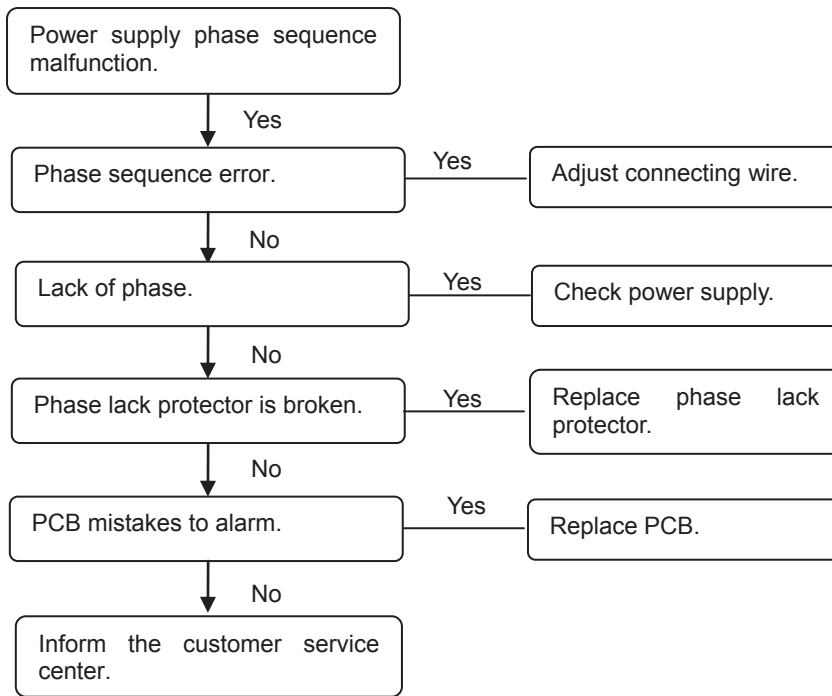 Power supply phase sequence
malfunction.
Yes
Phase sequence error.
Yes
Adjust connecting wire.
No
Lack of phase.
Yes
Check power supply.
No
Phase lack protector is broken.
Yes
Replace phase lack
protector.
No
PCB mistakes to alarm.
Yes
Replace PCB.
No
Inform the customer service
center.